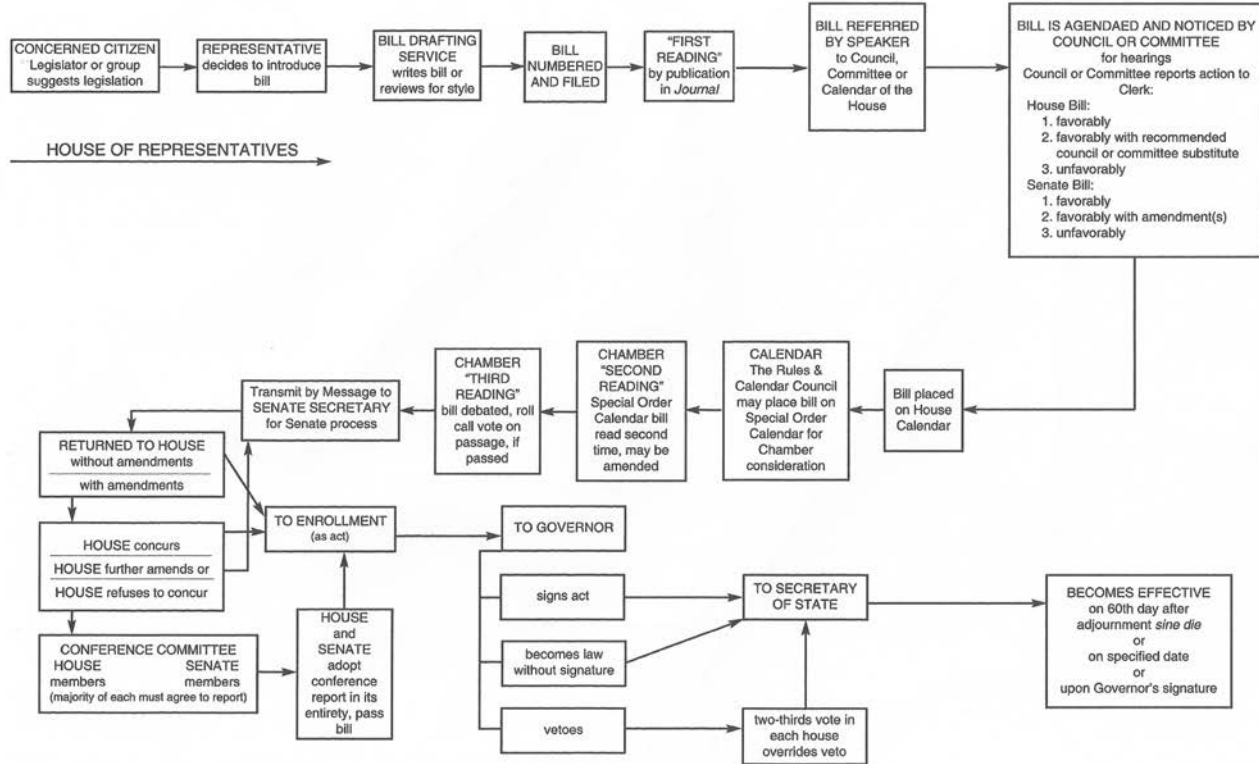 CONCERNED CITIZEN
Legislator or group
suggests legislation
REPRESENTATIVE
decides to introduce
bill
BILL DRAFTING
SERVICE
writes bill or
reviews for style
BILL
NUMBERED
AND FILED
"FIRST
READING"
by publication
in Journal
BILL REFERRED
BY SPEAKER
to Council,
Committee or
Calendar of the
House
BILL IS AGENDAED AND NOTICED BY
COUNCIL OR COMMITTEE
for hearings
Council or Committee reports action to
Clerk:
House Bill:
1. favorably
2. favorably with recommended
council or committee substitute
3. unfavorably
Senate Bill:
1. favorably
2. favorably with amendment(s)
3. unfavorably
HOUSE OF REPRESENTATIVES
Bill placed
on House
Calendar
CALENDAR
The Rules &
Calendar Council
may place bill on
Special Order
Calendar for
Chamber
consideration
CHAMBER
"SECOND
READING"
Special Order
Calendar bill
read second
time, may be
amended
CHAMBER
"THIRD
READING"
bill debated, roll
call vote on
passage, if
passed
Transmit by Message to
SENATE SECRETARY
for Senate process
RETURNED TO HOUSE
without amendments
with amendments
HOUSE concurs
HOUSE further amends or
HOUSE refuses to concur
CONFERENCE COMMITTEE
HOUSE SENATE
members members
(majority of each must agree to report)
HOUSE
and
SENATE
adopt
conference
report in its
entirety, pass
bill
TO ENROLLMENT
(as act)
TO GOVERNOR
signs act
becomes law
without signature
vetoes
two-thirds vote in
each house
overrides veto
TO SECRETARY
OF STATE
BECOMES EFFECTIVE
on 60th day after
adjournment sine die
or
on specified date
or
upon Governor's signature